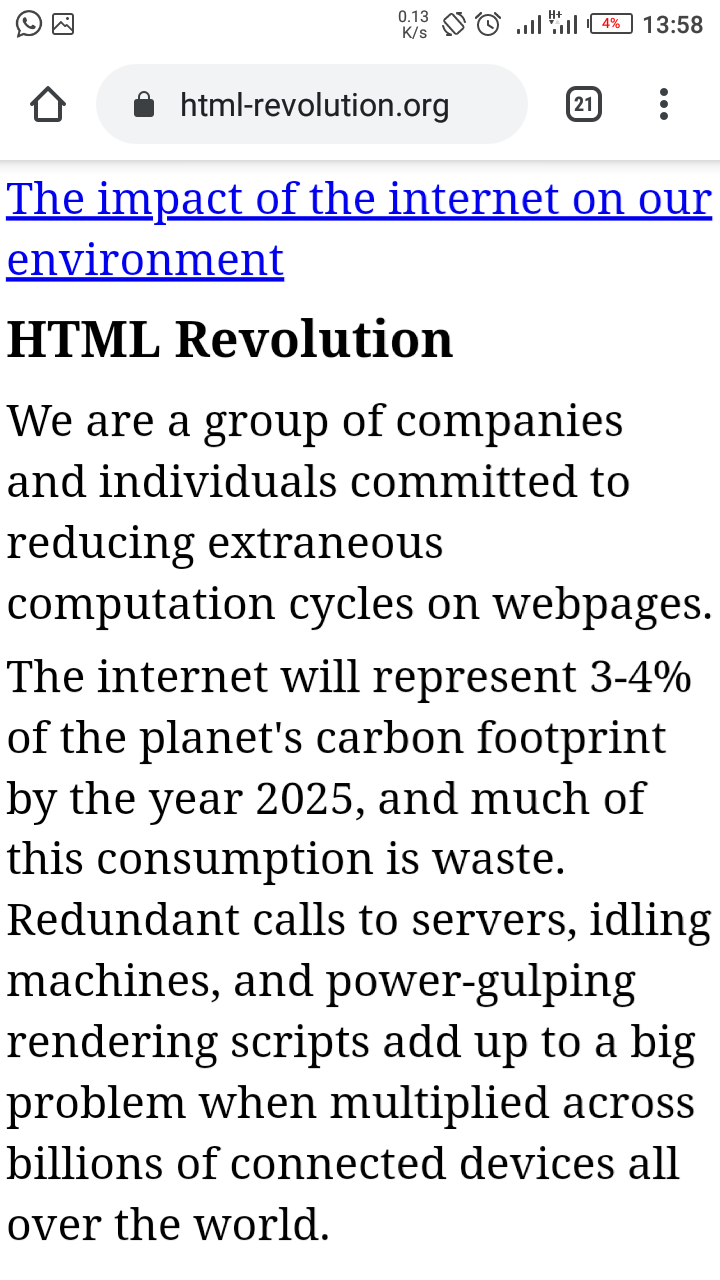 0.13
K/s
H+
4%
13:58
html-revolution.org
21
The impact of the internet on our
environment
HTML Revolution
We are a group of companies
and individuals committed to
reducing extraneous
computation cycles on webpages.
The internet will represent 3-4%
of the planet's carbon footprint
by the year 2025, and much of
this consumption is waste.
Redundant calls to servers, idling
machines, and power-gulping
rendering scripts add up to a big
problem when multiplied across
billions of connected devices all
over the world.